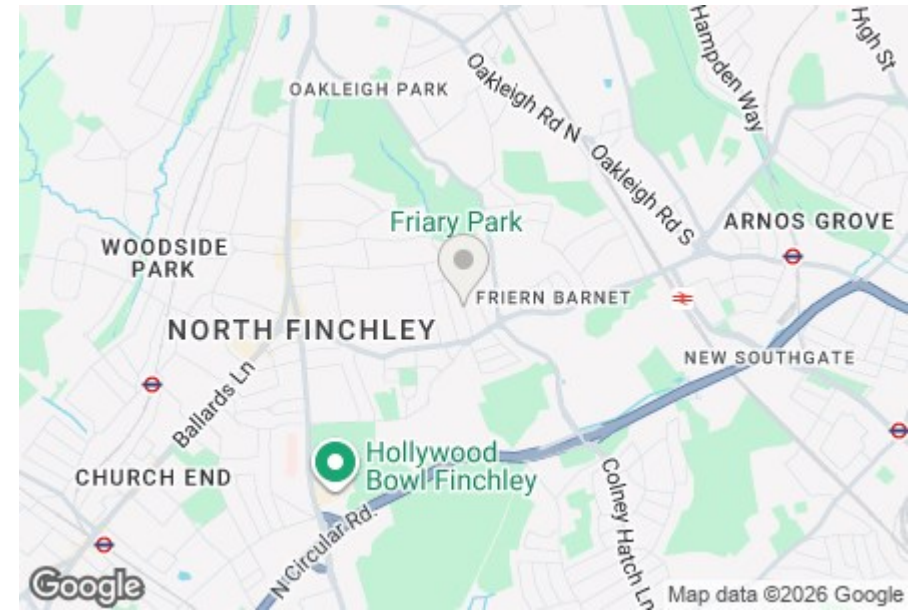 Hampden Way
High St
OAKLEIGH PARK
Oakleigh Rd N
Oakleigh Rd S
Friary Park
ARNOS GROVE
WOODSIDE
PARK
FRIERN BARNET
NORTH FINCHLEY
NEW SOUTHGATE
Ballards Ln
Hollywood
Bowl Finchley
CHURCH END
Colney Hatch Ln
N Circular Rd
Google
Map data ©2026 Google